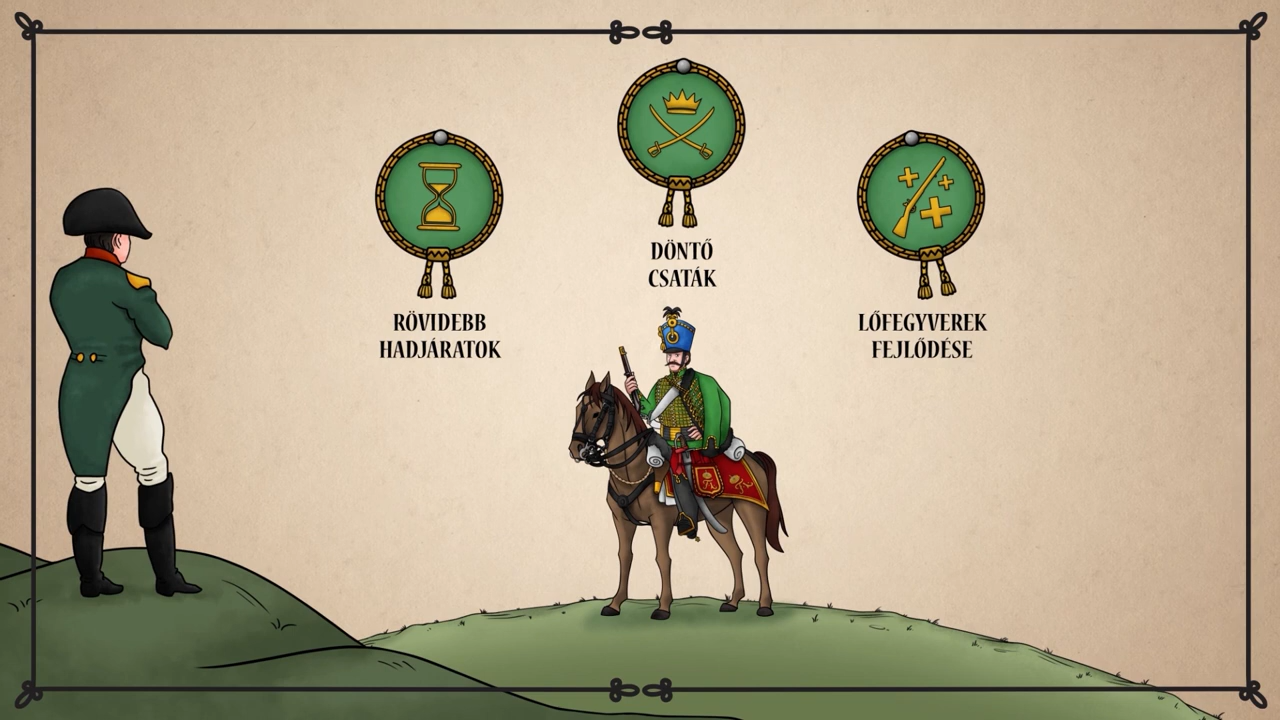 RÖVIDEBB
HADJÁRATOK
DÖNTŐ
CSATÁK
LŐFEGYVEREK
FEJLŐDÉSE